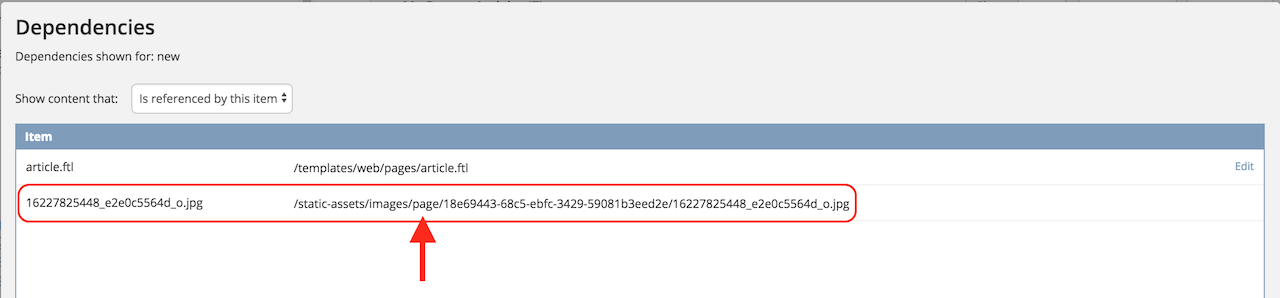 Dependencies
Dependencies shown for: new
Show content that: Is referenced by this item
Item
article.ftl /templates/web/pages/article.ftl Edit
16227825448_e2e0c5564d_o.jpg /static-assets/images/page/18e69443-68c5-ebfc-3429-59081b3eed2e/16227825448_e2e0c5564d_o.jpg